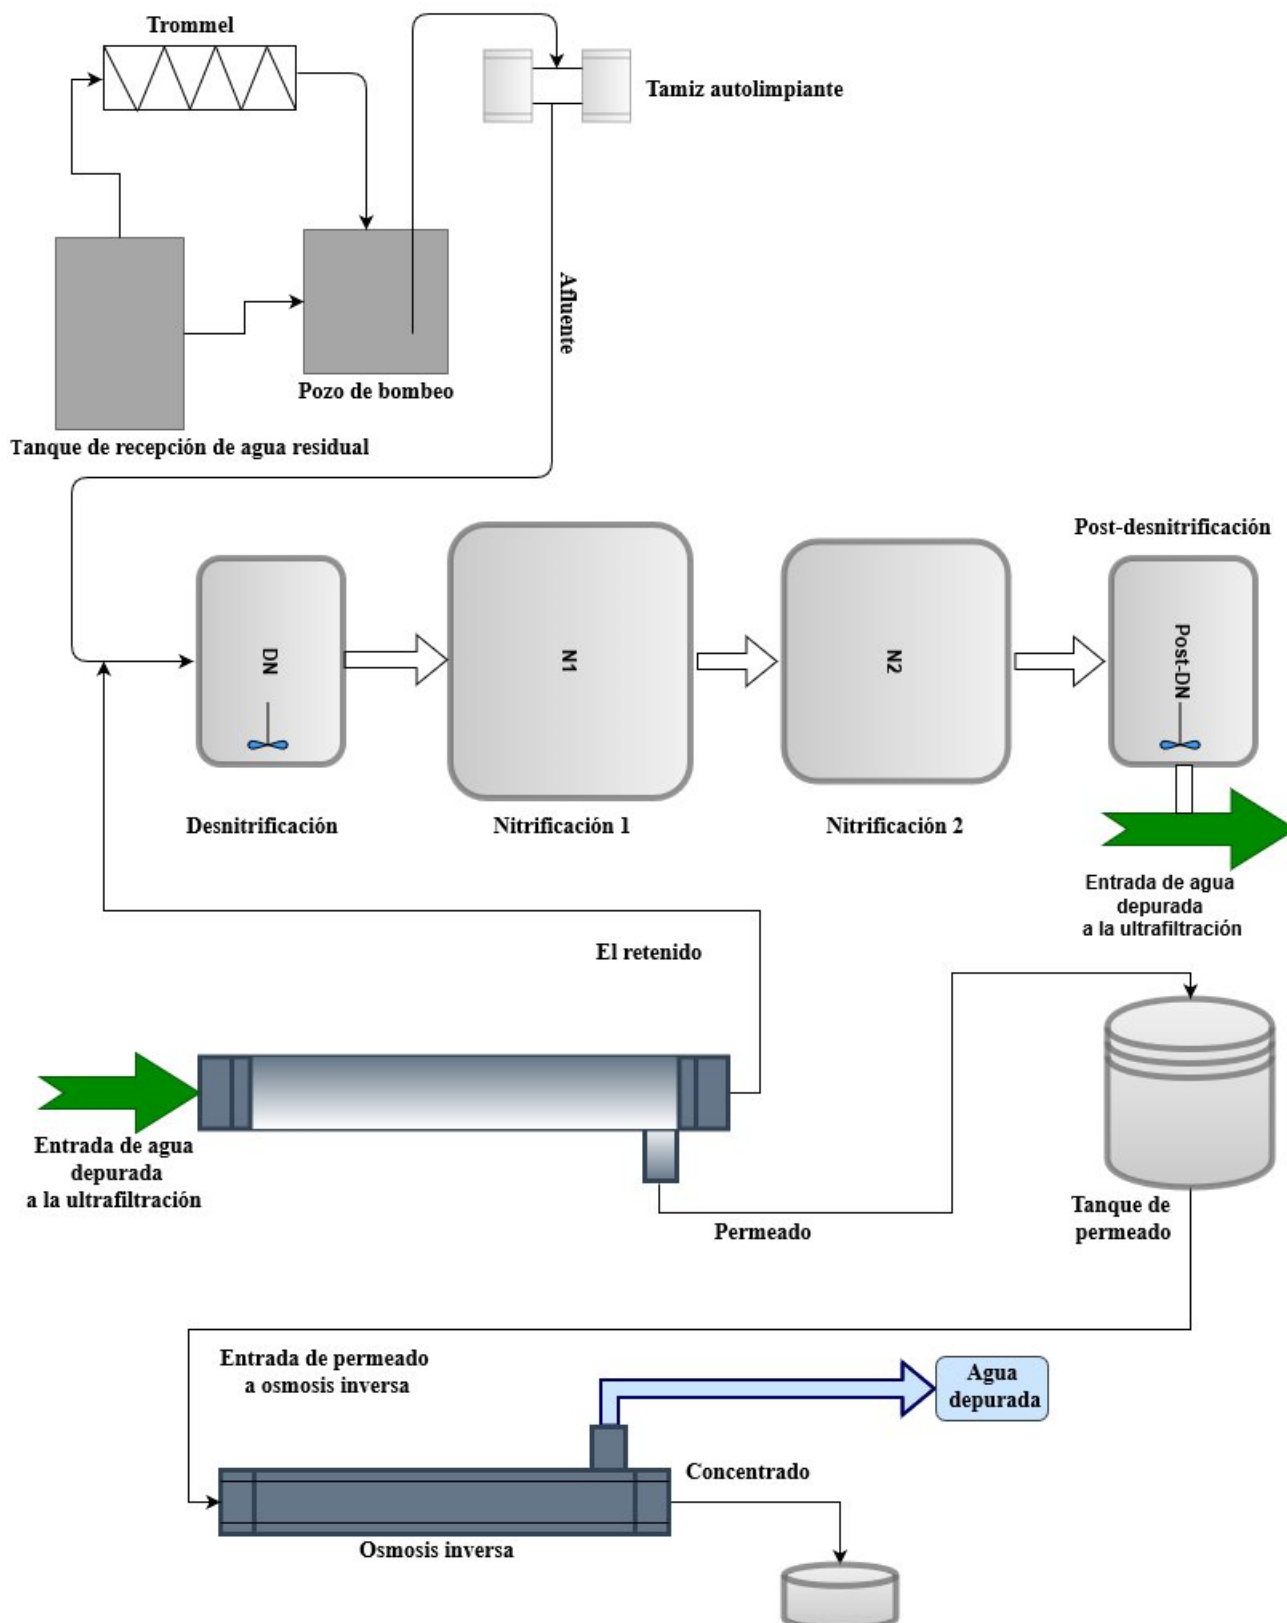 Trommel
Tamiz autolimpiante
Afluente
Pozo de bombeo
Tanque de recepción de agua residual
Post-desnitrificación
DN
N1
N2
Post-DN
Desnitrificación
Nitrificación 1
Nitrificación 2
Entrada de agua
depurada
a la ultrafiltración
El retenido
Entrada de agua
depurada
a la ultrafiltración
Permeado
Tanque de
permeado
Entrada de permeado
a osmosis inversa
Agua
depurada
Concentrado
Osmosis inversa